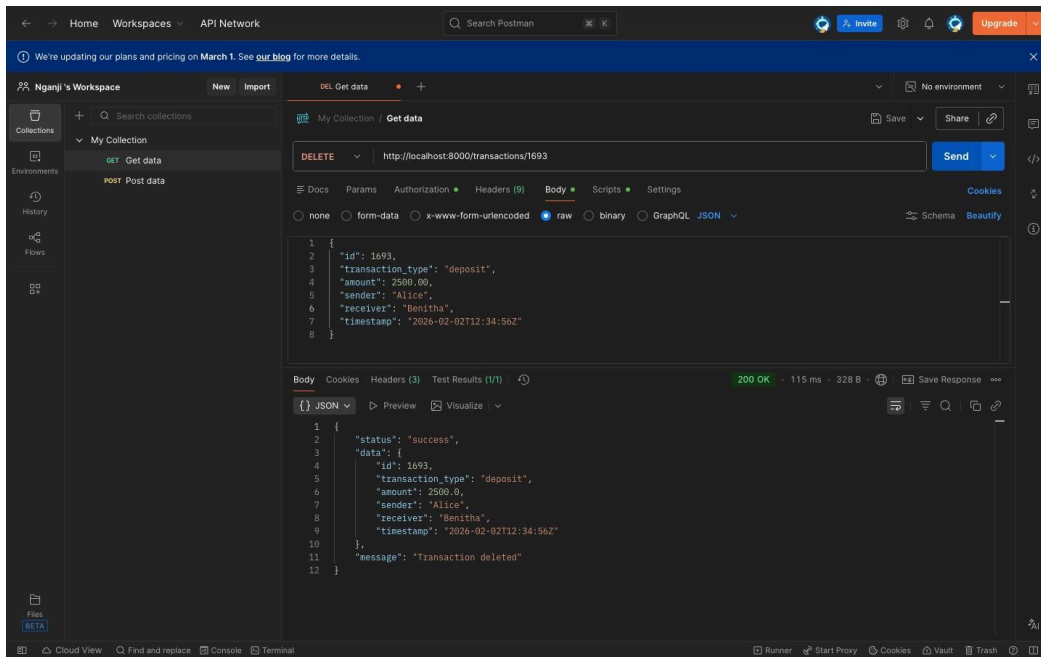 Home Workspaces API Network Search Postman ⌘ K Invite Upgrade
We're updating our plans and pricing on March 1. See our blog for more details.
Nganji 's Workspace New Import DEL Get data No environment
Collections Search collections My Collection / Get data Save Share
My Collection
GET Get data DELETE http://localhost:8000/transactions/1693 Send
Environments
POST Post data Docs Params Authorization Headers (9) Body Scripts Settings Cookies
History
none form-data x-www-form-urlencoded raw binary GraphQL JSON Schema Beautify
Flows
1 {
2 "id": 1693,
3 "transaction_type": "deposit",
4 "amount": 2500.00,
5 "sender": "Alice",
6 "receiver": "Benitha",
7 "timestamp": "2026-02-02T12:34:56Z"
8 }
Body Cookies Headers (3) Test Results (1/1) 200 OK 115 ms 328 B Save Response
{} JSON Preview Visualize
1 {
2 "status": "success",
3 "data": {
4 "id": 1693,
5 "transaction_type": "deposit",
6 "amount": 2500.0,
7 "sender": "Alice",
8 "receiver": "Benitha",
9 "timestamp": "2026-02-02T12:34:56Z"
10 },
11 "message": "Transaction deleted"
12 }
Files
BETA
AI
Cloud View Find and replace Console Terminal Runner Start Proxy Cookies Vault Trash